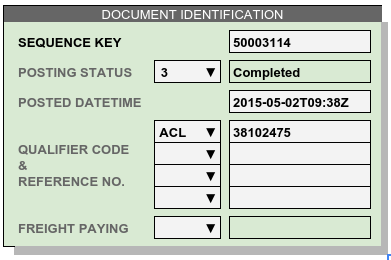 DOCUMENT IDENTIFICATION
SEQUENCE KEY 50003114
POSTING STATUS 3 Completed
POSTED DATETIME 2015-05-02T09:38Z
ACL 38102475
QUALIFIER CODE
&
REFERENCE NO.
FREIGHT PAYING